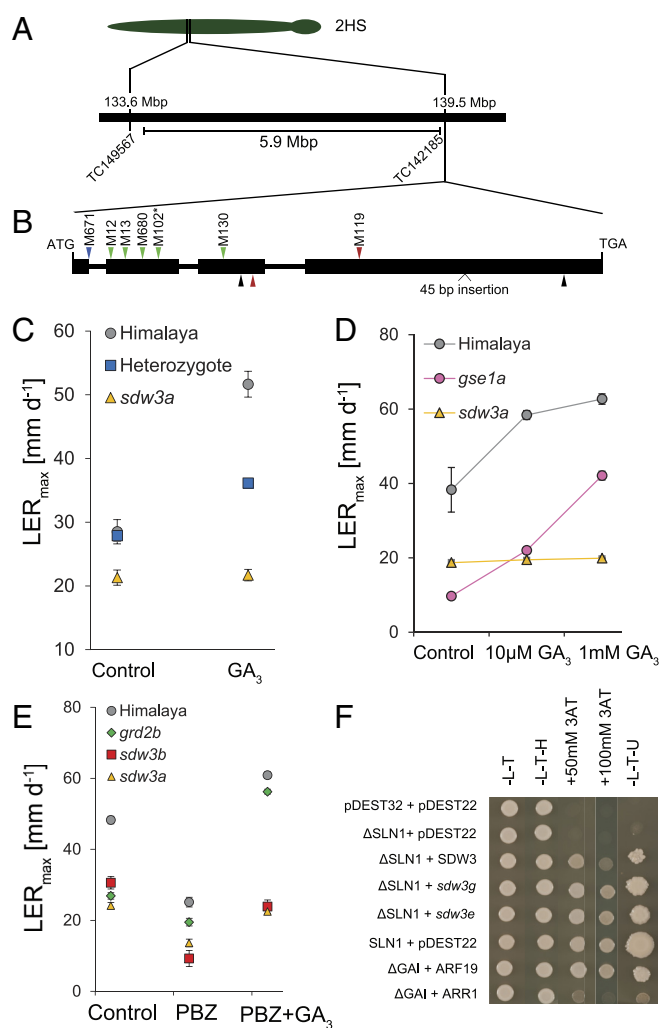 A
2HS
133.6 Mbp
139.5 Mbp
5.9 Mbp
TC149567
TC142185
B
ATG
M671
M12
M13
M680
M102*
M130
M119
TGA
45 bp insertion
C
LERmax [mm d-1]
60
50
40
30
20
10
Himalaya
Heterozygote
sdw3a
Control
GA3
D
LERmax [mm d-1]
80
60
40
20
0
Himalaya
gse1a
sdw3a
Control
10µM GA3
1mM GA3
E
LERmax [mm d-1]
80
60
40
20
0
Himalaya
grd2b
sdw3b
sdw3a
Control
PBZ
PBZ+GA3
F
-L-T
-L-T-H
+50mM 3AT
+100mM 3AT
-L-T-U
pDEST32 + pDEST22
ΔSLN1+ pDEST22
ΔSLN1 + SDW3
ΔSLN1 + sdw3g
ΔSLN1 + sdw3e
SLN1 + pDEST22
ΔGAI + ARF19
ΔGAI + ARR1